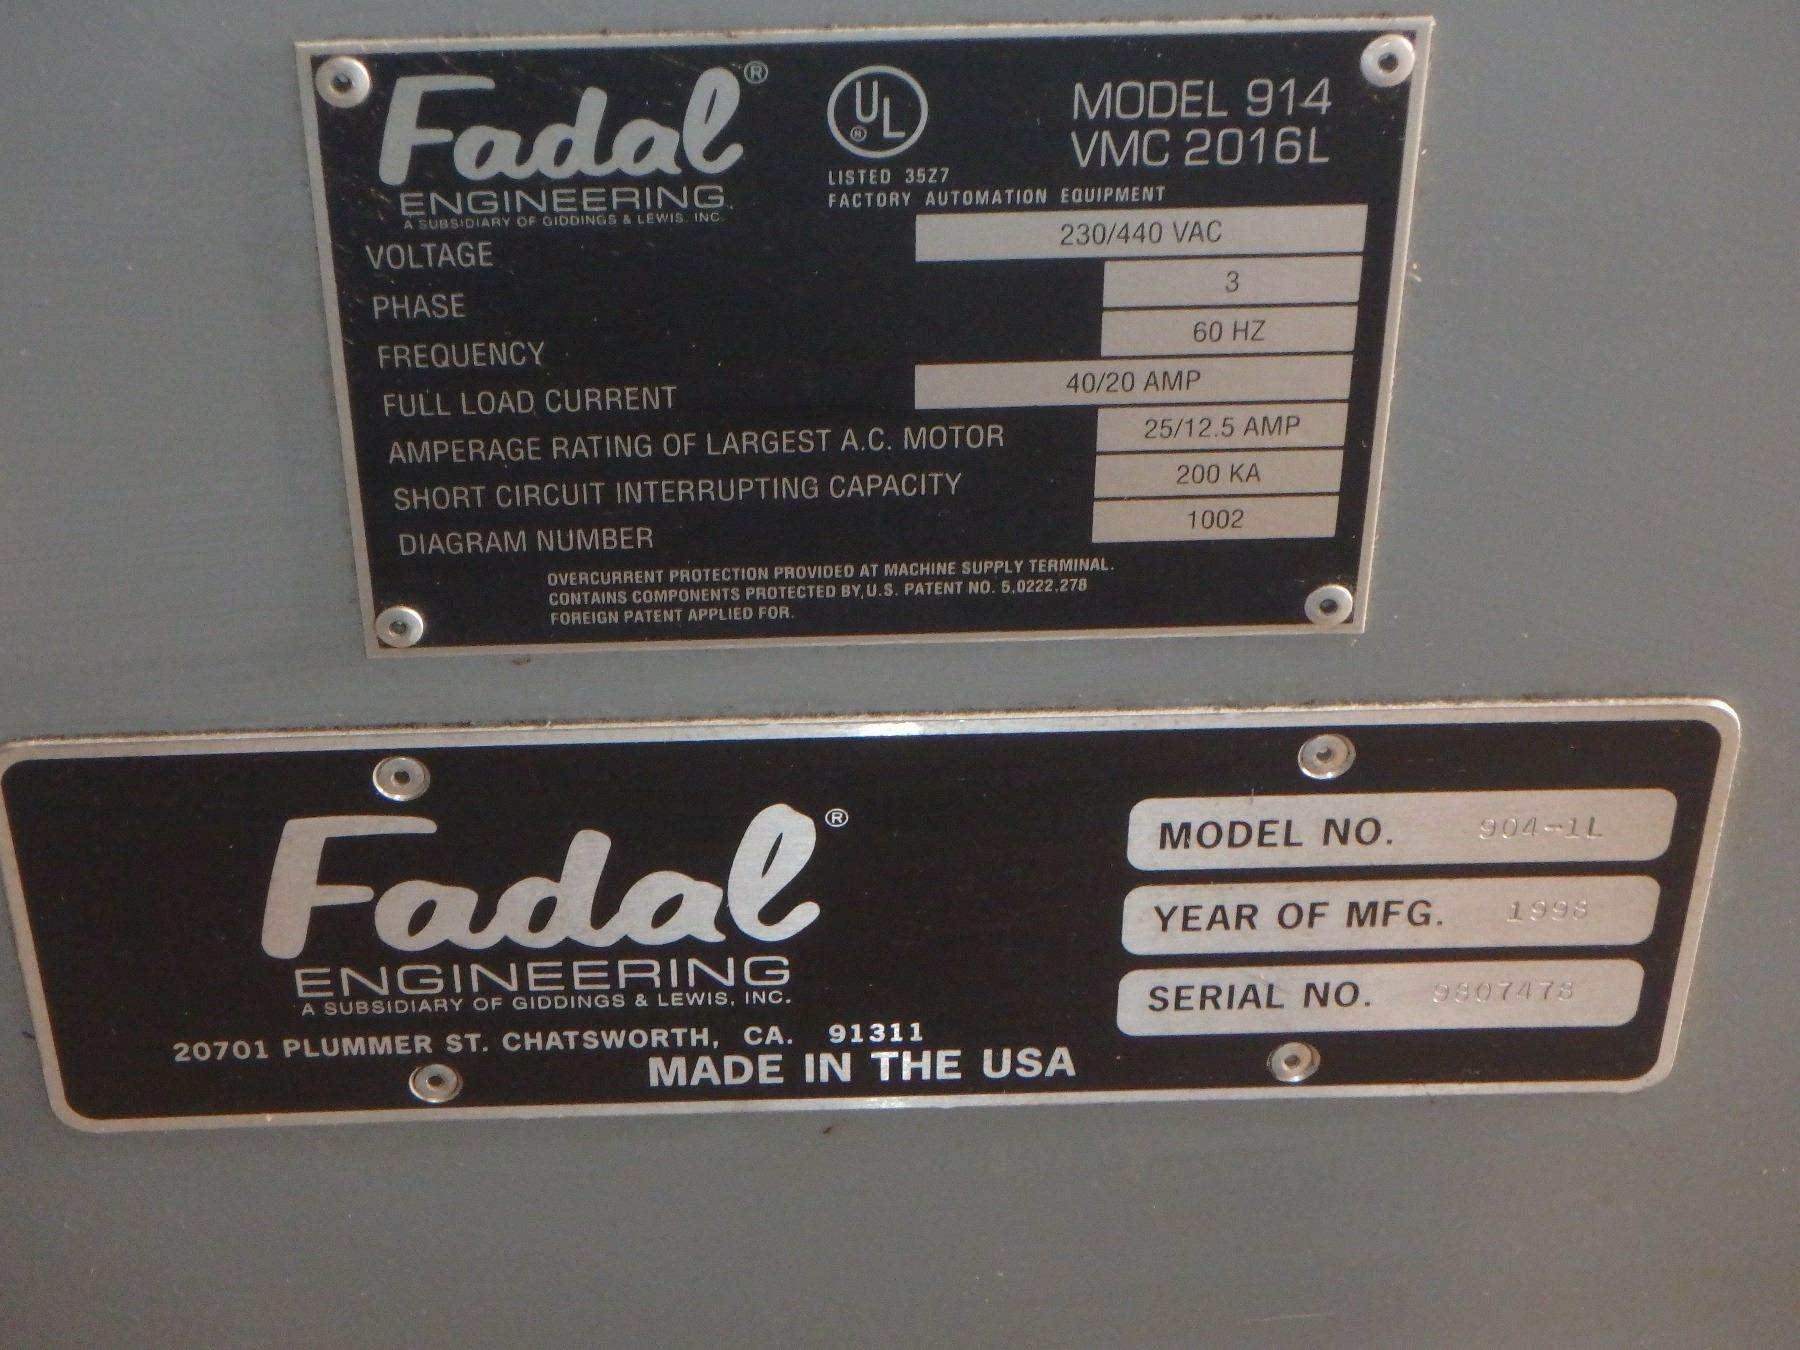 Fadal®
ENGINEERING
A SUBSIDIARY OF GIDDINGS & LEWIS, INC.
UL®
LISTED 35Z7
FACTORY AUTOMATION EQUIPMENT
MODEL 914
VMC 2016L
VOLTAGE 230/440 VAC
PHASE 3
FREQUENCY 60 HZ
FULL LOAD CURRENT 40/20 AMP
AMPERAGE RATING OF LARGEST A.C. MOTOR 25/12.5 AMP
SHORT CIRCUIT INTERRUPTING CAPACITY 200 KA
DIAGRAM NUMBER 1002
OVERCURRENT PROTECTION PROVIDED AT MACHINE SUPPLY TERMINAL.
CONTAINS COMPONENTS PROTECTED BY U.S. PATENT NO. 5,0222,278
FOREIGN PATENT APPLIED FOR.
Fadal®
ENGINEERING
A SUBSIDIARY OF GIDDINGS & LEWIS, INC.
20701 PLUMMER ST. CHATSWORTH, CA. 91311
MADE IN THE USA
MODEL NO. 904-1L
YEAR OF MFG. 1998
SERIAL NO. 9807478